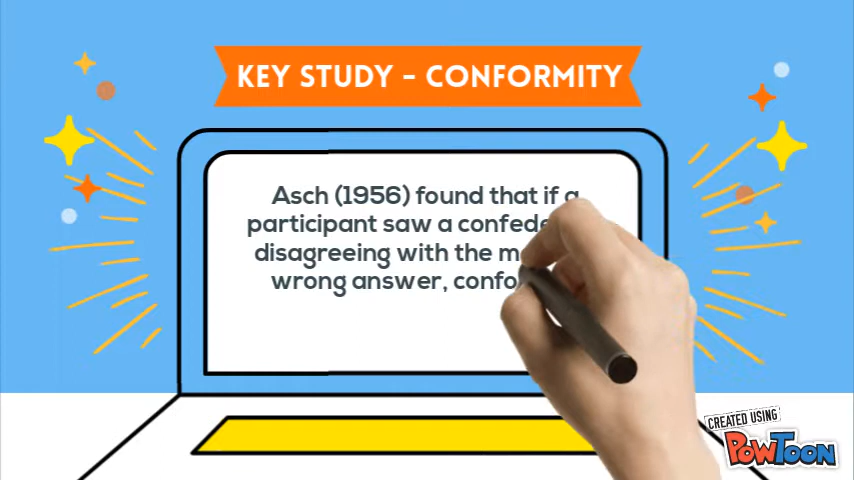 KEY STUDY - CONFORMITY
Asch (1956) found that if a
participant saw a
disagreeing with the
wrong answer,
CREATED USING
POWTOON